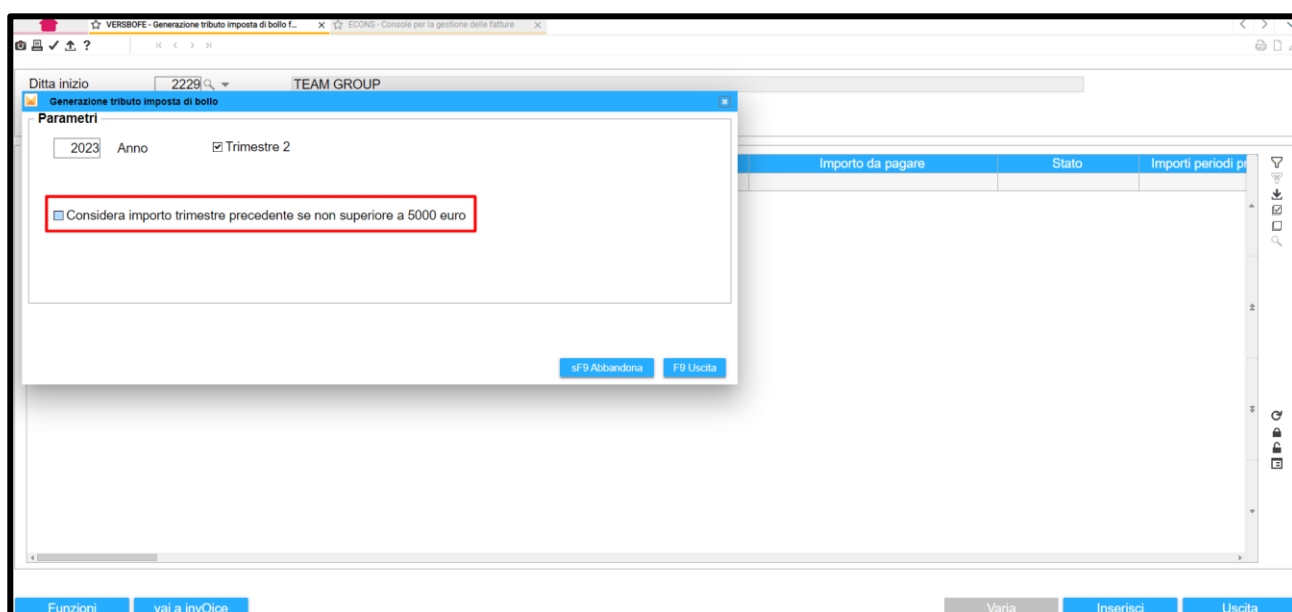 VERSBOFE - Generazione tributo imposta di bollo f... X ECONS - Console per la gestione delle fatture X
?
Ditta inizio 2229 TEAM GROUP
Generazione tributo imposta di bollo
Parametri
2023 Anno Trimestre 2
Importo da pagare Stato Importi periodi pr
Considera importo trimestre precedente se non superiore a 5000 euro
sF9 Abbandona F9 Uscita
Funzioni vai a invOice Varia Inserisci Uscita